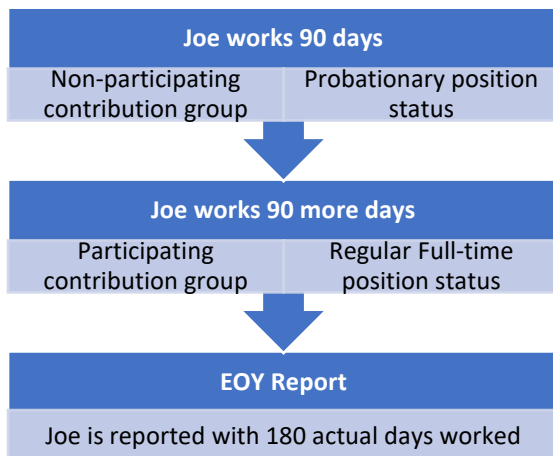 Joe works 90 days
Non-participating
contribution group
Probationary position
status
Joe works 90 more days
Participating
contribution group
Regular Full-time
position status
EOY Report
Joe is reported with 180 actual days worked